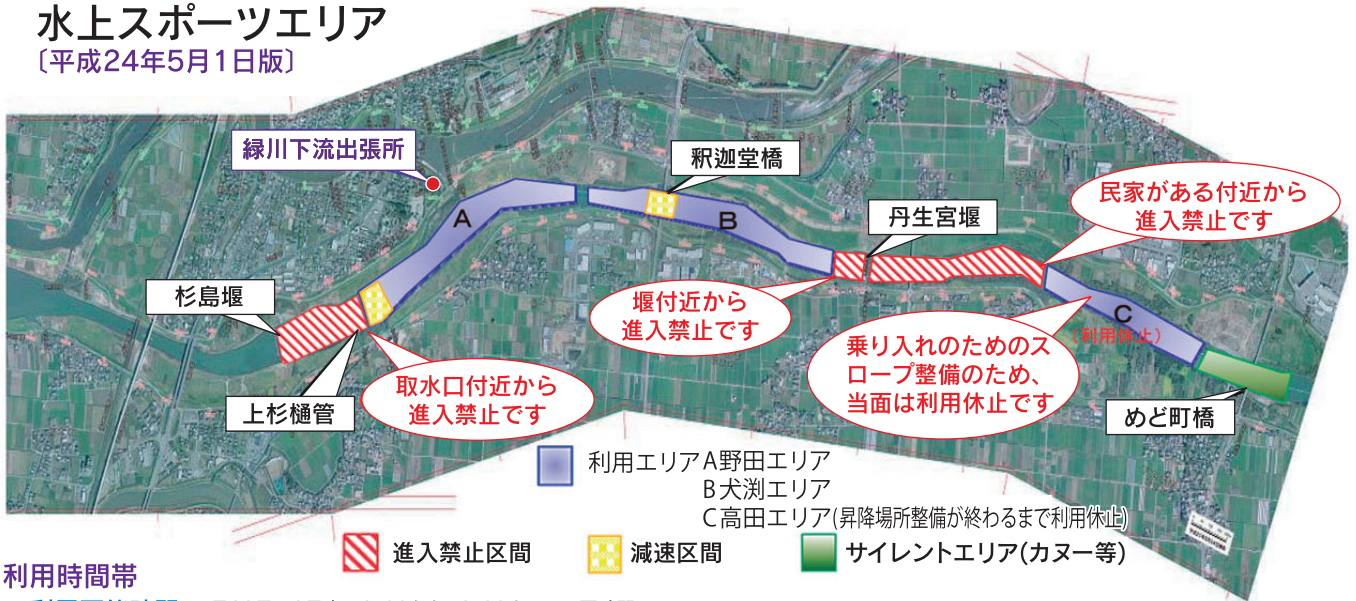 水上スポーツエリア
〔平成24年5月1日版〕
緑川下流出張所
釈迦堂橋
丹生宮堰
民家がある付近から
進入禁止です
A
B
杉島堰
堰付近から
進入禁止です
C
(利用休止)
乗り入れのためのス
ロープ整備のため、
当面は利用休止です
取水口付近から
進入禁止です
上杉樋管
めど町橋
利用エリア A野田エリア
B犬渕エリア
C高田エリア(昇降場所整備が終わるまで利用休止)
進入禁止区間
減速区間
サイレントエリア(カヌー等)
利用時間帯